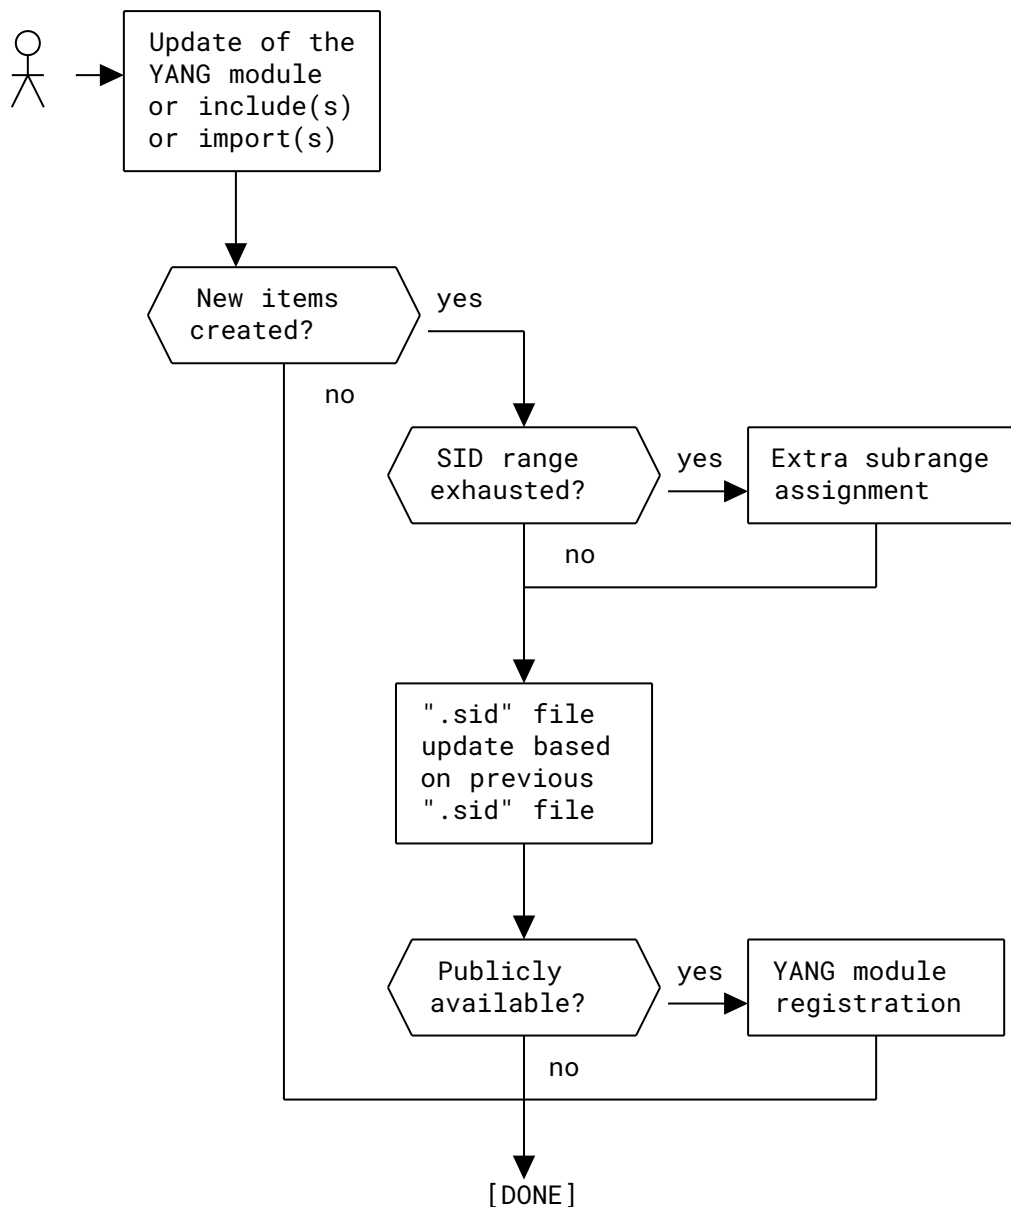 Update of the
YANG module
or include(s)
or import(s)
New items
created?
yes
no
SID range
exhausted?
yes
Extra subrange
assignment
no
".sid" file
update based
on previous
".sid" file
Publicly
available?
yes
YANG module
registration
no
[DONE]